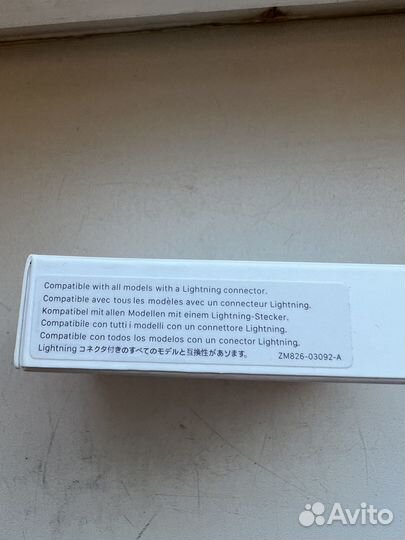 Compatible with all models with a Lightning connector.
Compatible avec tous les modèles avec un connecteur Lightning.
Kompatibel mit allen Modellen mit einem Lightning-Stecker.
Compatibile con tutti i modelli con un connettore Lightning.
Compatible con todos los modelos con un conector Lightning.
Lightning コネクタ付きのすべてのモデルと互換性があります。 ZM826-03092-A
Avito